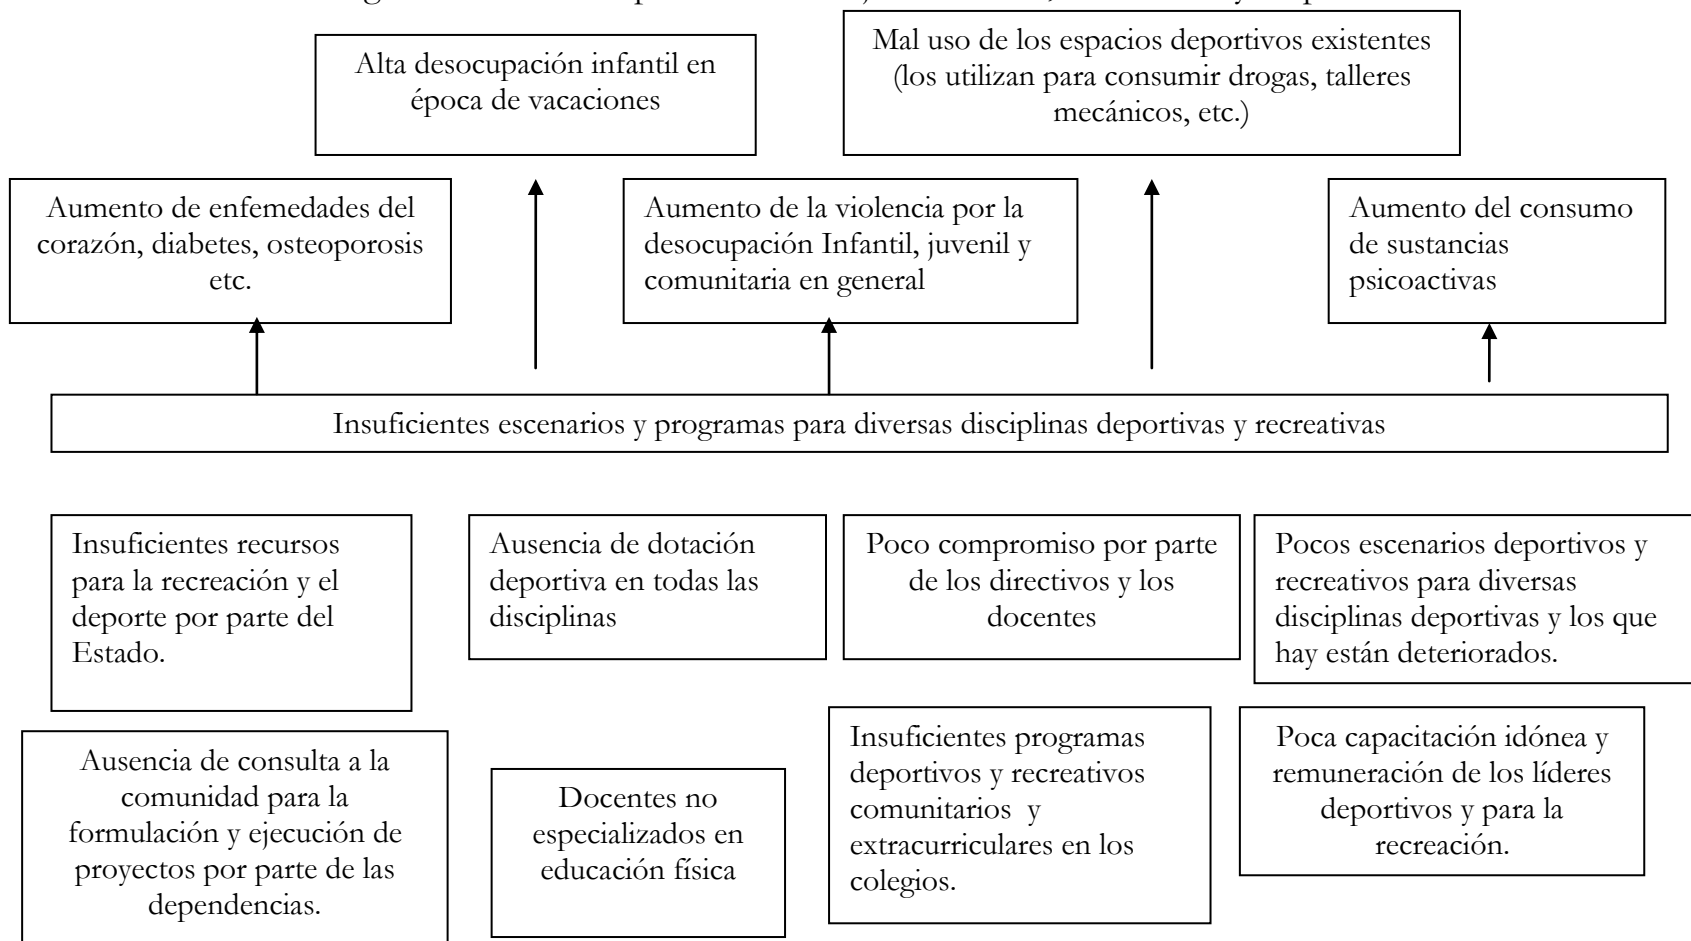 Alta desocupación infantil en
época de vacaciones
Mal uso de los espacios deportivos existentes
(los utilizan para consumir drogas, talleres
mecánicos, etc.)
Aumento de enfemedades del
corazón, diabetes, osteoporosis
etc.
Aumento de la violencia por la
desocupación Infantil, juvenil y
comunitaria en general
Aumento del consumo
de sustancias
psicoactivas
Insuficientes escenarios y programas para diversas disciplinas deportivas y recreativas
Insuficientes recursos
para la recreación y el
deporte por parte del
Estado.
Ausencia de dotación
deportiva en todas las
disciplinas
Poco compromiso por parte
de los directivos y los
docentes
Pocos escenarios deportivos y
recreativos para diversas
disciplinas deportivas y los que
hay están deteriorados.
Ausencia de consulta a la
comunidad para la
formulación y ejecución de
proyectos por parte de las
dependencias.
Docentes no
especializados en
educación física
Insuficientes programas
deportivos y recreativos
comunitarios y
extracurriculares en los
colegios.
Poca capacitación idónea y
remuneración de los líderes
deportivos y para la
recreación.